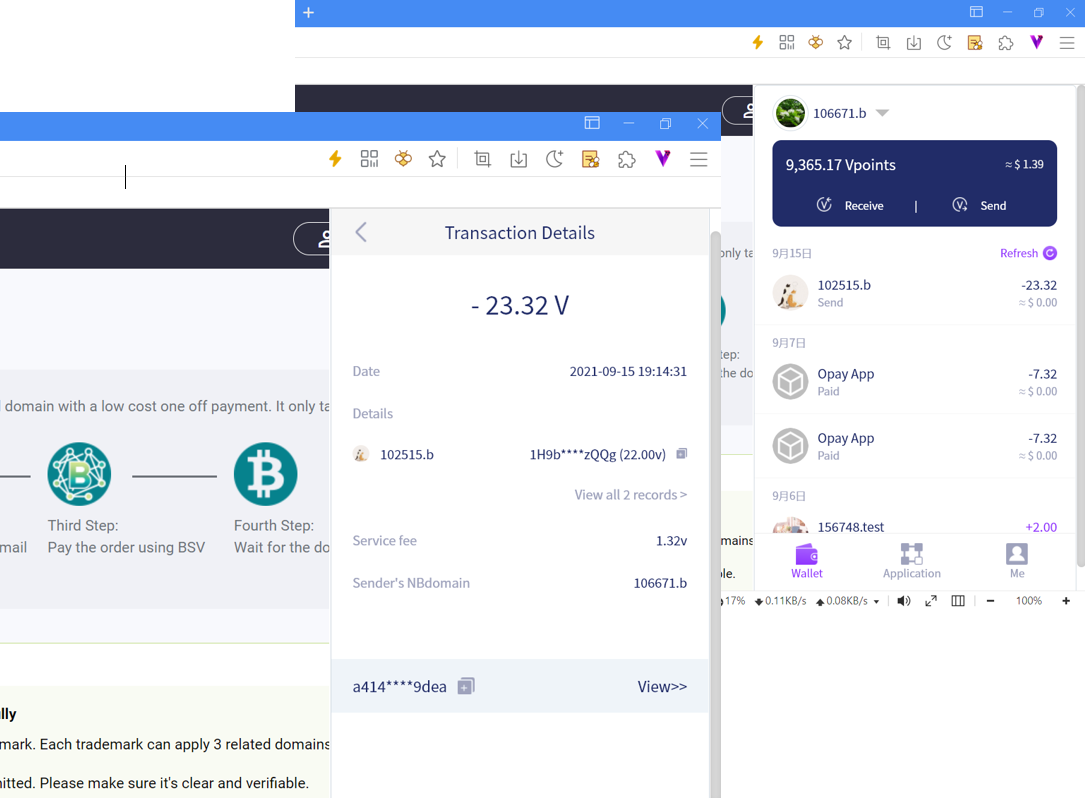 106671.b
9,365.17 Vpoints
≈ $ 1.39
Receive | Send
9月15日
Refresh
102515.b
-23.32
Send
≈ $ 0.00
9月7日
Opay App
-7.32
Paid
≈ $ 0.00
Opay App
-7.32
Paid
≈ $ 0.00
9月6日
156748.test
+2.00
Wallet
Application
Me
17%
0.11KB/s
0.08KB/s
100%
only ta
tep:
the do
mains
ble.
Transaction Details
- 23.32 V
Date
2021-09-15 19:14:31
Details
102515.b
1H9b****zQQg (22.00v)
View all 2 records >
Service fee
1.32v
Sender's NBdomain
106671.b
a414****9dea
View>>
domain with a low cost one off payment. It only ta
Third Step:
Fourth Step:
mail
Pay the order using BSV
Wait for the do
lly
mark. Each trademark can apply 3 related domains
nitted. Please make sure it's clear and verifiable.